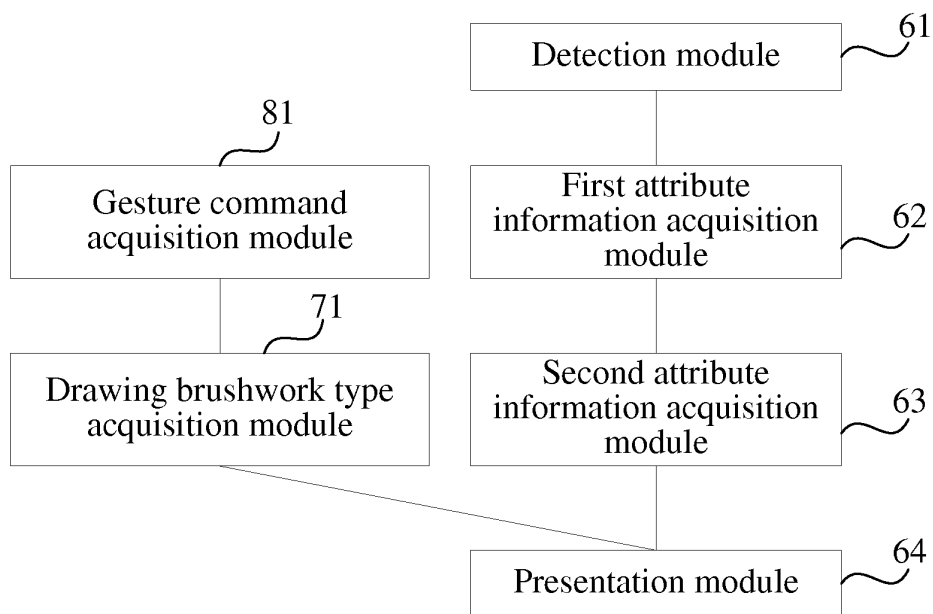 61
Detection module
81
Gesture command
acquisition module
First attribute
information acquisition
module
62
71
Drawing brushwork type
acquisition module
Second attribute
information acquisition
module
63
Presentation module
64